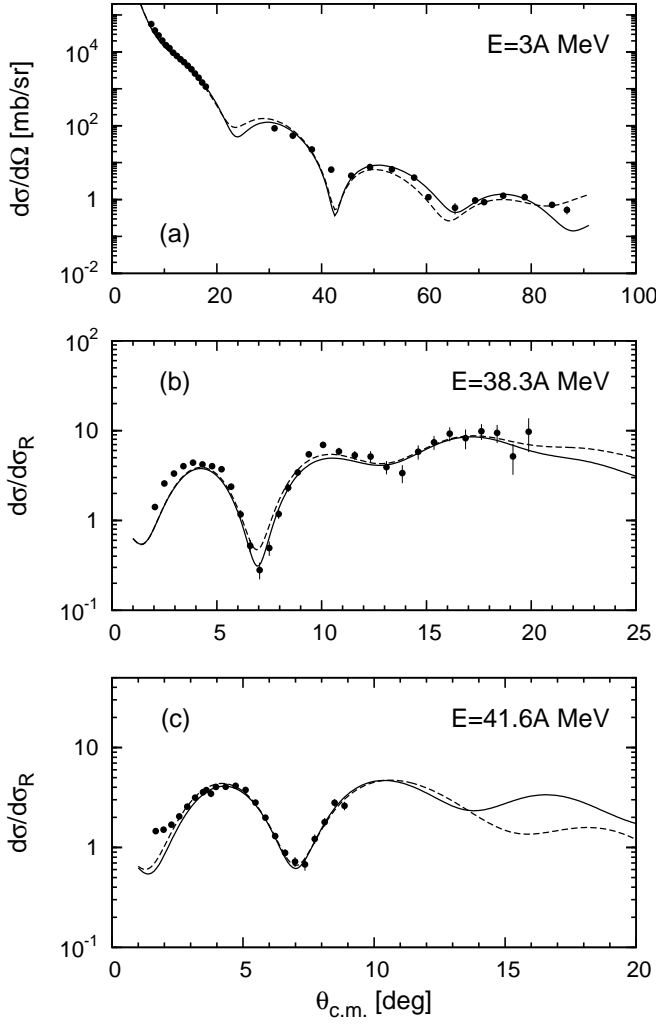 10^4
10^2
1
10^-2
dσ/dΩ [mb/sr]
E=3A MeV
(a)
0 20 40 60 80 100
10^2
10
1
10^-1
dσ/dσ_R
(b)
E=38.3A MeV
0 5 10 15 20 25
10
1
10^-1
dσ/dσ_R
(c)
E=41.6A MeV
0 5 10 15 20
θ_c.m. [deg]